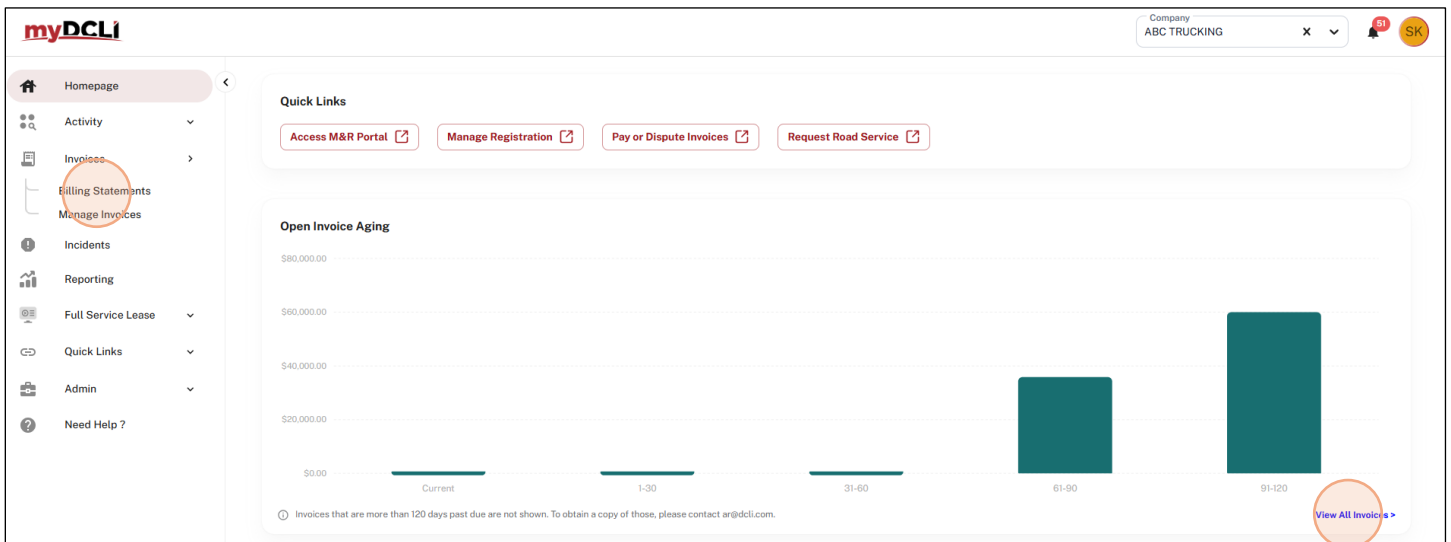 myDCLi
Company
ABC TRUCKING
51
SK
Homepage
Activity
Invoices
Billing Statements
Manage Invoices
Incidents
Reporting
Full Service Lease
Quick Links
Admin
Need Help ?
Quick Links
Access M&R Portal
Manage Registration
Pay or Dispute Invoices
Request Road Service
Open Invoice Aging
$80,000.00
$60,000.00
$40,000.00
$20,000.00
$0.00
Current 1-30 31-60 61-90 91-120
Invoices that are more than 120 days past due are not shown. To obtain a copy of those, please contact ar@dcli.com.
View All Invoices >